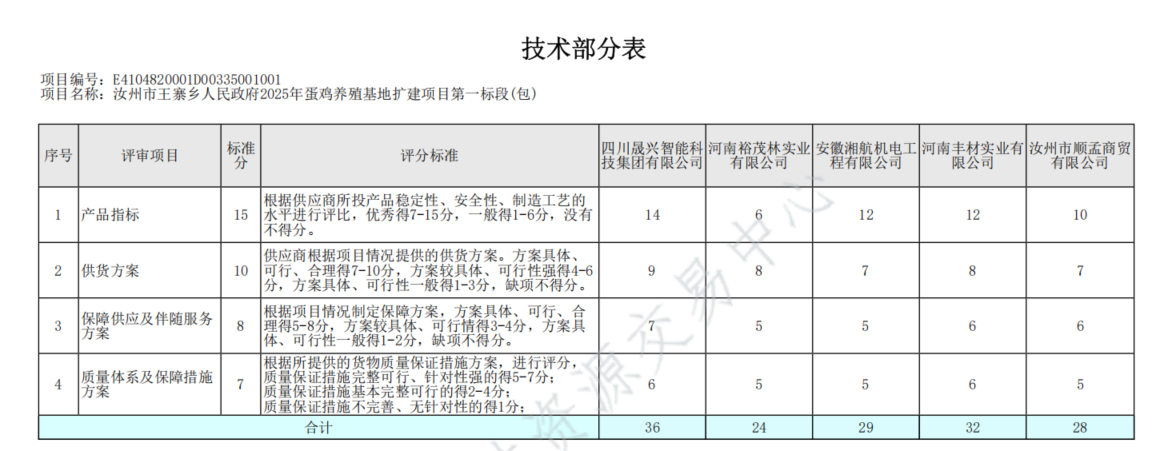 技术部分表
项目编号: E4104820001D00335001001
项目名称: 汝州市王寨乡人民政府2025年蛋鸡养殖基地扩建项目第一标段(包)
序号 评审项目 标准分 评分标准 四川晟兴智能科技集团有限公司 河南裕茂林实业有限公司 安徽湘航机电工程有限公司 河南丰材实业有限公司 汝州市顺孟商贸有限公司
1 产品指标 15 根据供应商所投产品稳定性、安全性、制造工艺的
水平进行评比，优秀得7-15分，一般得1-6分，没有
不得分。 14 6 12 12 10
2 供货方案 10 供应商根据项目情况提供的供货方案。方案具体、
可行、合理得7-10分，方案较具体、可行性强得4-6
分，方案具体、可行性一般得1-3分，缺项不得分。 9 8 7 8 7
3 保障供应及伴随服务方案 8 根据项目情况制定保障方案，方案具体、可行、合
理得5-8分，方案较具体、可行情得3-4分，方案具
体、可行性一般得1-2分，缺项不得分。 7 5 5 6 6
4 质量体系及保障措施方案 7 根据所提供的货物质量保证措施方案，进行评分，
质量保证措施完整可行、针对性强的得5-7分；
质量保证措施基本完整可行的得2-4分；
质量保证措施不完善、无针对性的得1分； 6 5 5 6 5
合计 36 24 29 32 28
资源交易中心